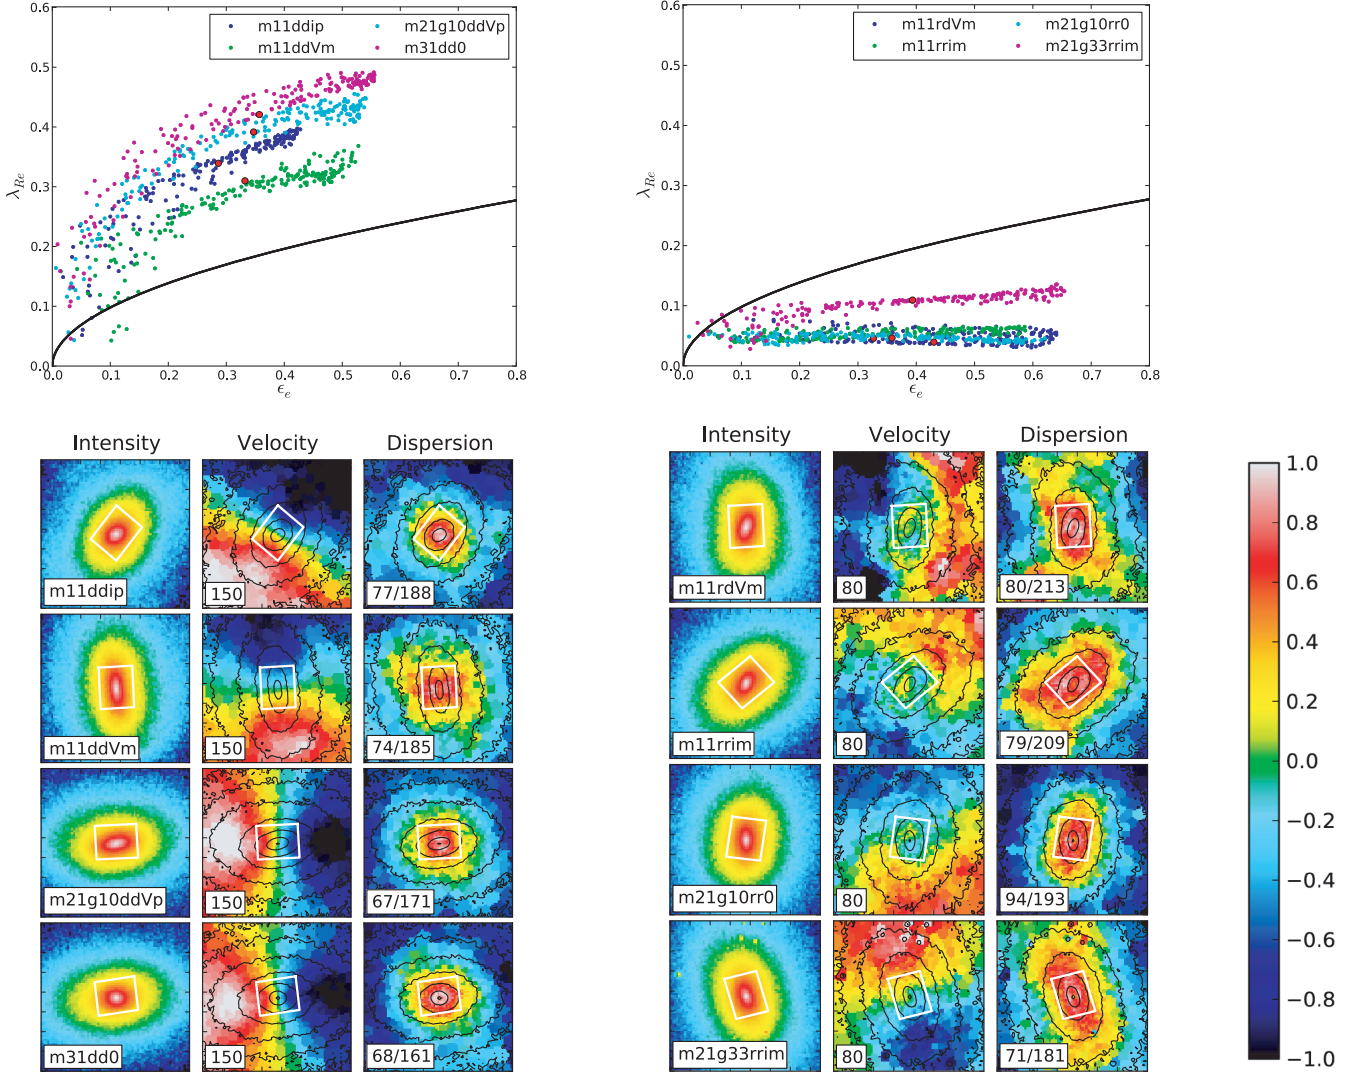 m11ddip m21g10ddVp
m11ddVm m31dd0
0.6
0.5
0.4
0.3
0.2
0.1
0.0
λRe
0.0 0.1 0.2 0.3 0.4 0.5 0.6 0.7 0.8
ϵe
m11rdVm m21g10rr0
m11rrim m21g33rrim
0.6
0.5
0.4
0.3
0.2
0.1
0.0
λRe
0.0 0.1 0.2 0.3 0.4 0.5 0.6 0.7 0.8
ϵe
Intensity Velocity Dispersion
m11ddip 150 77/188
m11ddVm 150 74/185
m21g10ddVp 150 67/171
m31dd0 150 68/161
Intensity Velocity Dispersion
m11rdVm 80 80/213
m11rrim 80 79/209
m21g10rr0 80 94/193
m21g33rrim 80 71/181
1.0
0.8
0.6
0.4
0.2
0.0
−0.2
−0.4
−0.6
−0.8
−1.0